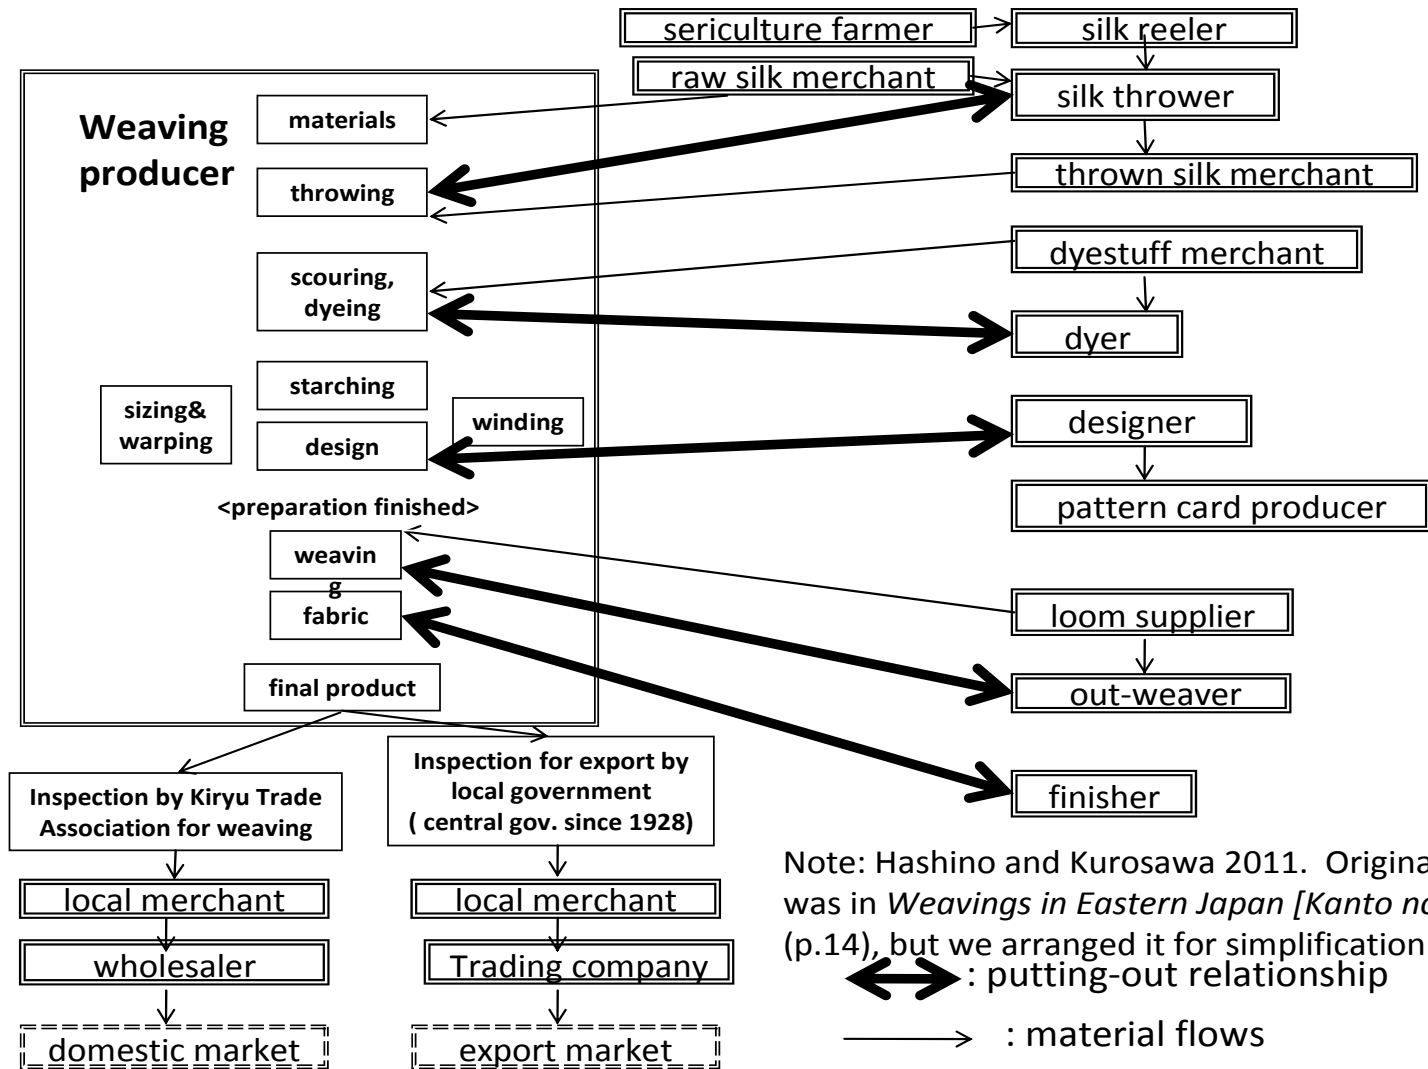 sericulture farmer
silk reeler
raw silk merchant
silk thrower
thrown silk merchant
dyestuff merchant
dyer
designer
pattern card producer
loom supplier
out-weaver
finisher
Weaving
producer
materials
throwing
scouring,
dyeing
starching
sizing&
warping
winding
design
<preparation finished>
weavin
g
fabric
final product
Inspection by Kiryu Trade
Association for weaving
local merchant
wholesaler
domestic market
Inspection for export by
local government
( central gov. since 1928)
local merchant
Trading company
export market
Note: Hashino and Kurosawa 2011. Origina
was in Weavings in Eastern Japan [Kanto no
(p.14), but we arranged it for simplification
: putting-out relationship
: material flows